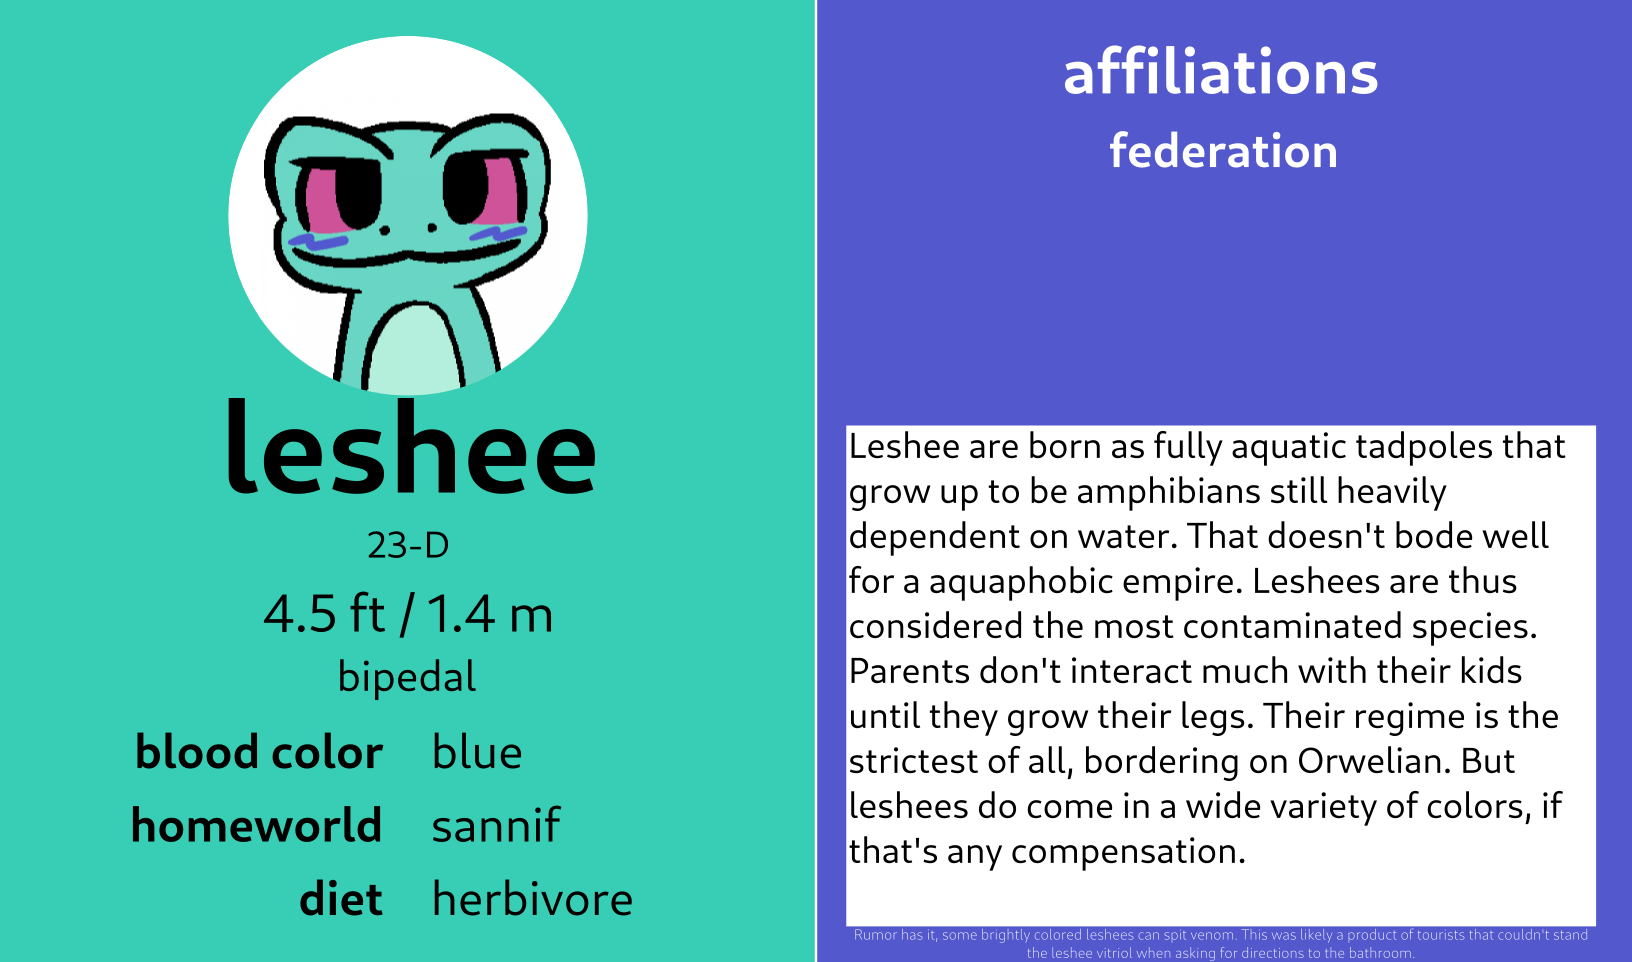 leshee
23-D
4.5 ft / 1.4 m
bipedal
blood color blue
homeworld sannif
diet herbivore
affiliations
federation
Leshee are born as fully aquatic tadpoles that
grow up to be amphibians still heavily
dependent on water. That doesn't bode well
for a aquaphobic empire. Leshees are thus
considered the most contaminated species.
Parents don't interact much with their kids
until they grow their legs. Their regime is the
strictest of all, bordering on Orwelian. But
leshees do come in a wide variety of colors, if
that's any compensation.
Rumor has it, some brightly colored leshees can spit venom. This was likely a product of tourists that couldn't stand
the leshee vitriol when asking for directions to the bathroom.